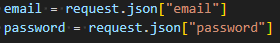 email = request.json["email"]
password = request.json["password"]